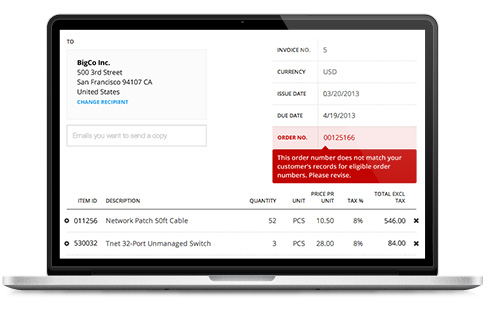 TO
BigCo Inc.
500 3rd Street
San Francisco 94107 CA
United States
CHANGE RECIPIENT
Emails you want to send a copy
INVOICE NO. 5
CURRENCY USD
ISSUE DATE 03/20/2013
DUE DATE 4/19/2013
ORDER NO. 00125166
This order number does not match your
customer's records for eligible order
numbers. Please revise.
ITEM ID DESCRIPTION QUANTITY UNIT PRICE PR UNIT TAX % TOTAL EXCL TAX
011256 Network Patch 50ft Cable 52 PCS 10.50 8% 546.00
530032 Tnet 32-Port Unmanaged Switch 3 PCS 28.00 8% 84.00